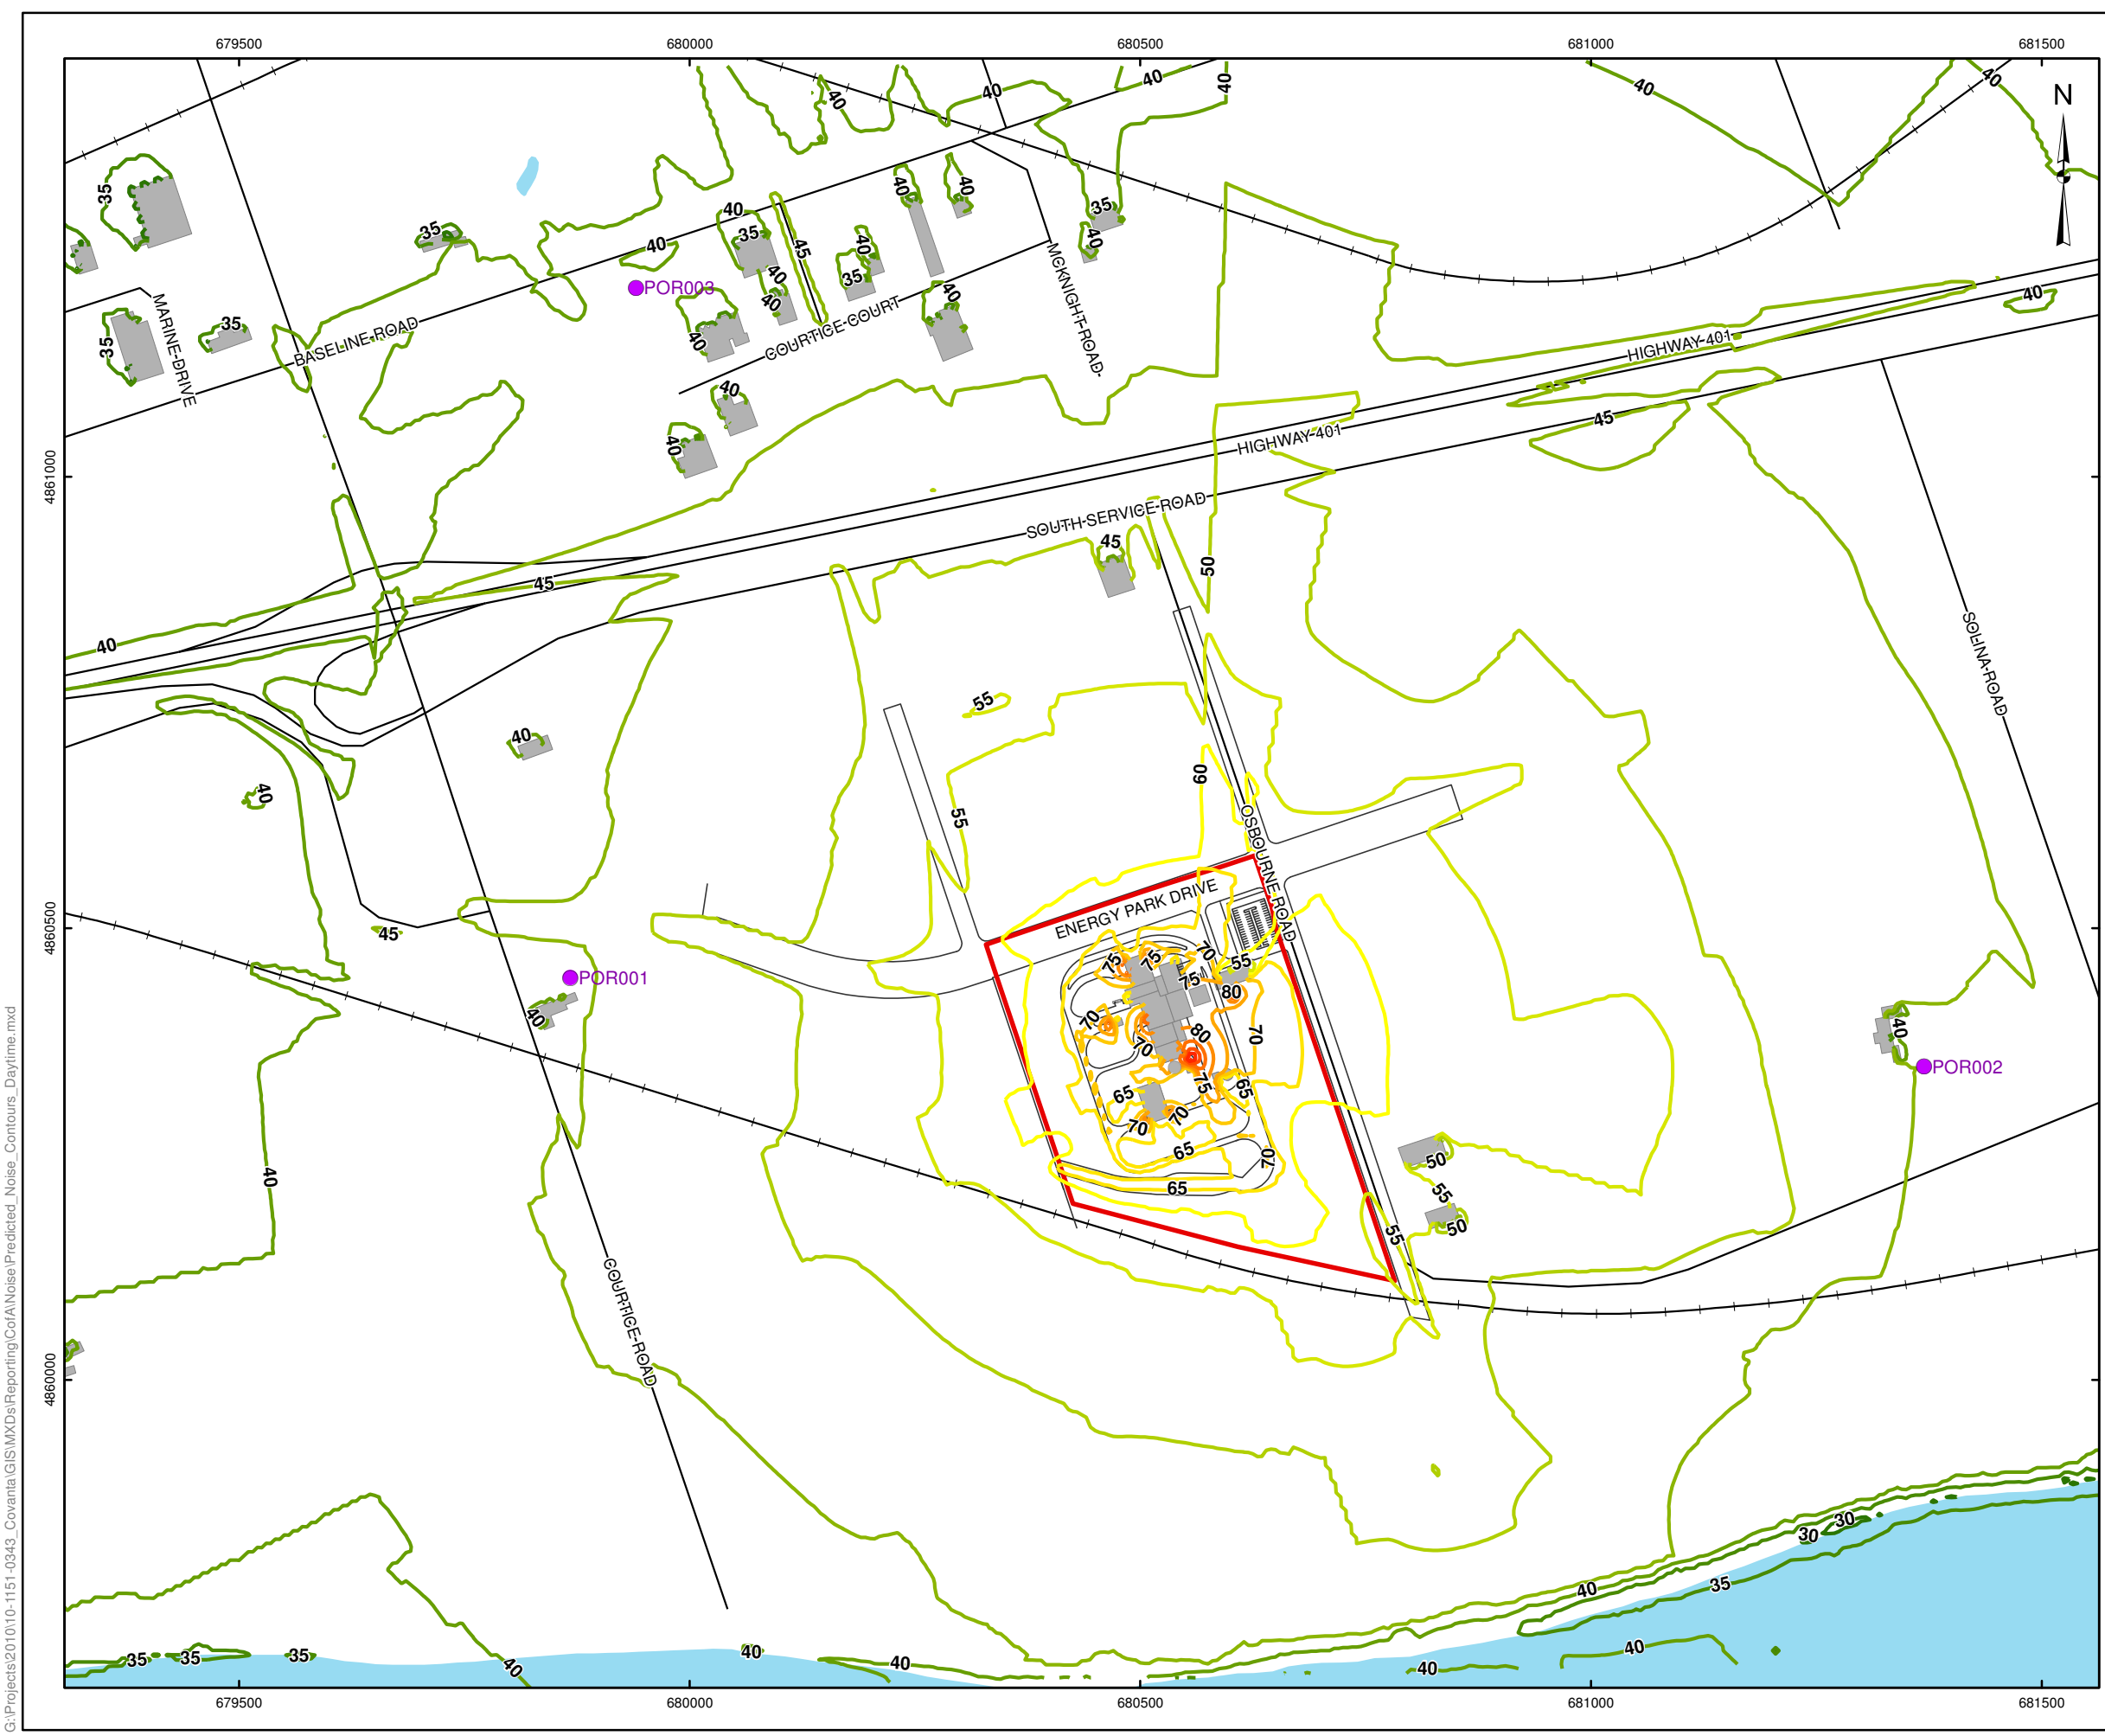 679500 680000 680500 681000 681500
40 40 40 40 40 40
N
35 40 40 35
40 35 40 45 40 40
35 40 35
POR003
40 40 40
MCKNIGHT ROAD
MARINE DRIVE
35 35
BASELINE ROAD
COURTICE COURT
40
HIGHWAY 401
40
45
HIGHWAY 401
40
4861000
SOUTH SERVICE ROAD
45
50
45
40
SOLINA ROAD
55
40
60
40
55
OSBOURNE ROAD
4860500
45
ENERGY PARK DRIVE
POR001
40
75 75 70 55
75 80
70 80 70
70
40
POR002
65 75 65
70 70
65 70
65
50
55
50
55
40
COURTICE ROAD
4860000
30 30
40 35
35 35 35 40 40 40 40 40
679500 680000 680500 681000 681500
G:\Projects\2010\10-1151-0343_Covanta\GIS\MXDs\Reporting\CofA\Noise\Predicted_Noise_Contours_Daytime.mxd